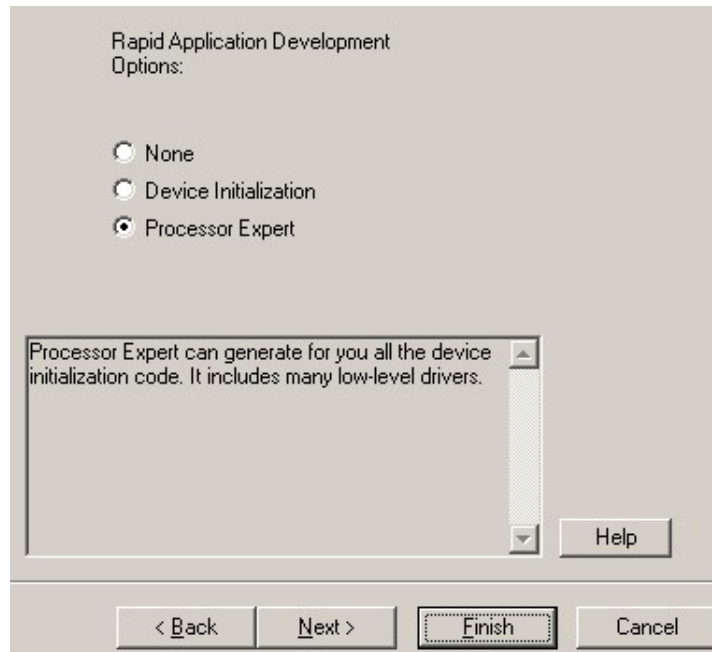 Rapid Application Development
Options:
None
Device Initialization
Processor Expert
Processor Expert can generate for you all the device
initialization code. It includes many low-level drivers.
Help
< Back
Next >
Finish
Cancel